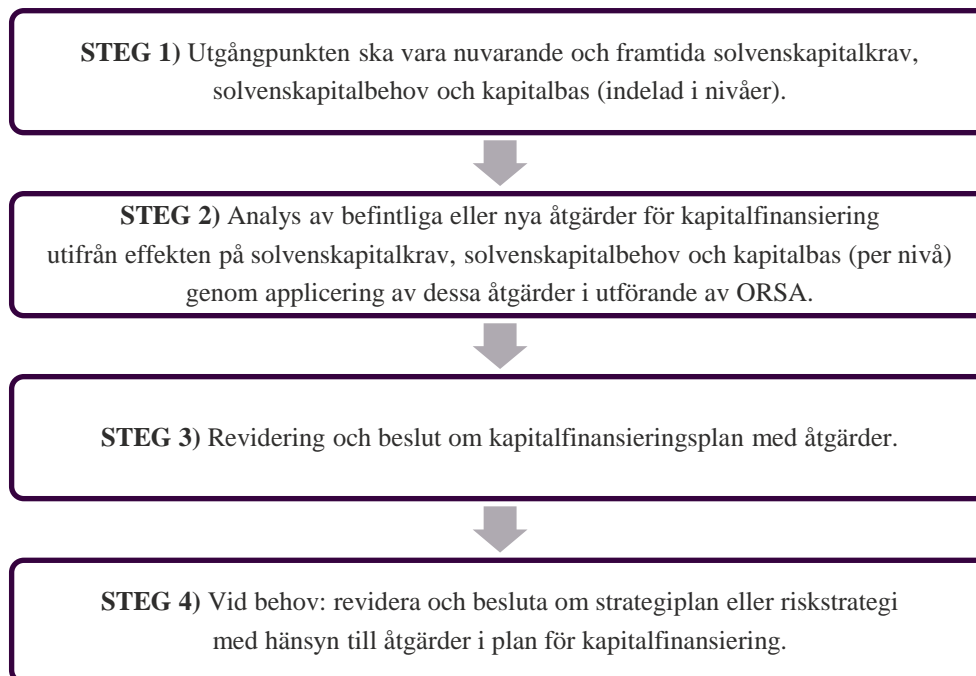 STEG 1) Utgångpunkten ska vara nuvarande och framtida solvenskapitalkrav,
solvenskapitalbehov och kapitalbas (indelad i nivåer).
STEG 2) Analys av befintliga eller nya åtgärder för kapitalfinansiering
utifrån effekten på solvenskapitalkrav, solvenskapitalbehov och kapitalbas (per nivå)
genom applicering av dessa åtgärder i utförande av ORSA.
STEG 3) Revidering och beslut om kapitalfinansieringsplan med åtgärder.
STEG 4) Vid behov: revidera och besluta om strategiplan eller riskstrategi
med hänsyn till åtgärder i plan för kapitalfinansiering.